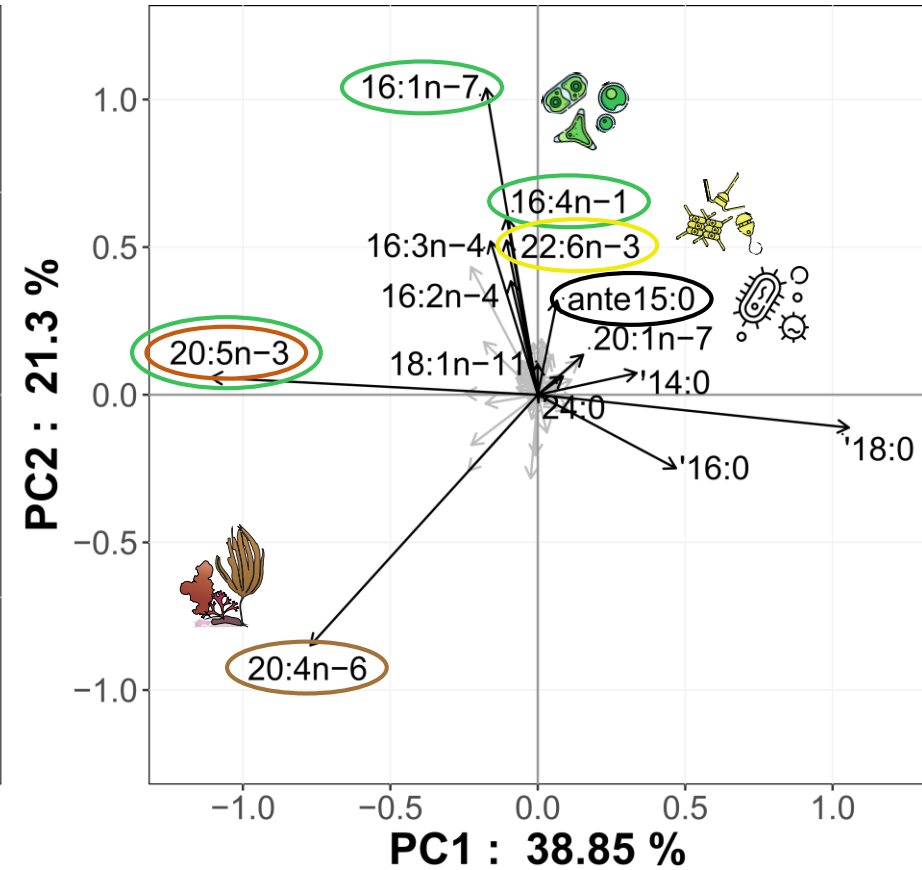 16:1n−7
1.0
16:4n−1
0.5
16:3n−4
22:6n−3
16:2n−4
ante15:0
20:5n−3
18:1n−11
20:1n−7
'14:0
0.0
24:0
'18:0
'16:0
−0.5
20:4n−6
−1.0
PC2 : 21.3 %
−1.0
−0.5
0.0
0.5
1.0
PC1 : 38.85 %